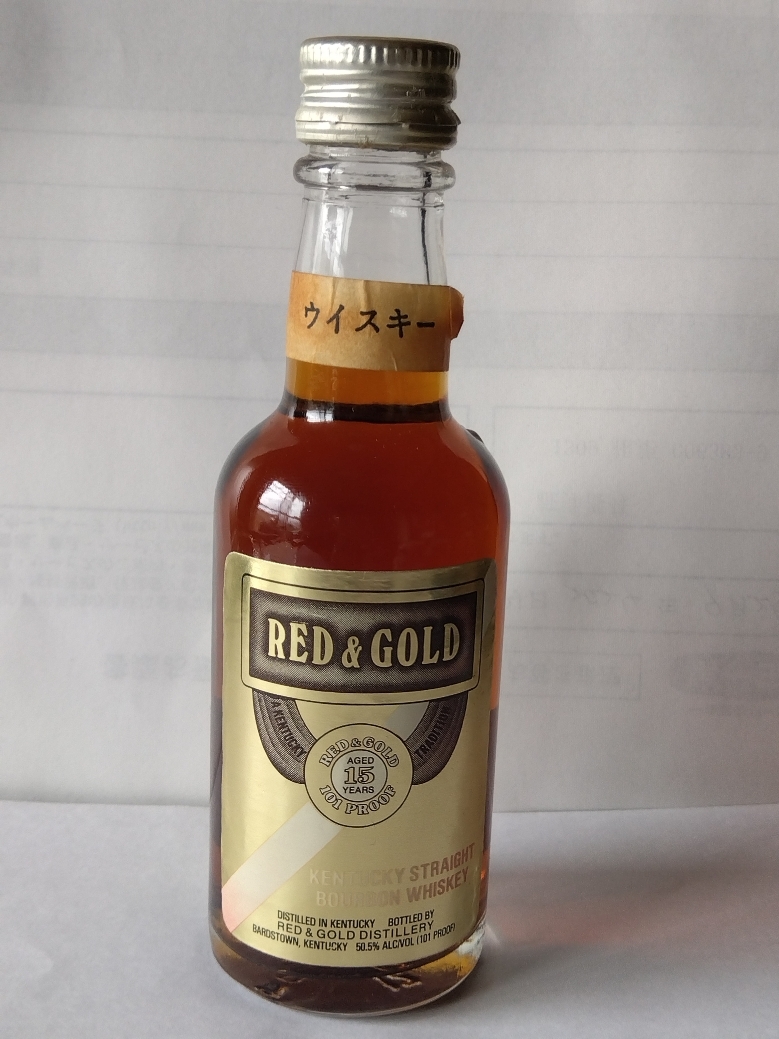 ウイスキー
RED & GOLD
A KENTUCKY TRADITION
RED & GOLD
AGED
15
YEARS
101 PROOF
KENTUCKY STRAIGHT
BOURBON WHISKEY
DISTILLED IN KENTUCKY BOTTLED BY
RED & GOLD DISTILLERY
BARDSTOWN, KENTUCKY 50.5% ALC/VOL (101 PROOF)